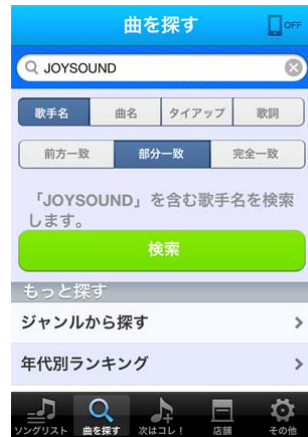 曲を探す
OFF
JOYSOUND
歌手名 曲名 タイアップ 歌詞
前方一致 部分一致 完全一致
「JOYSOUND」を含む歌手名を検索
します。
検索
もっと探す
ジャンルから探す
年代別ランキング
ソングリスト 曲を探す 次はコレ! 店舗 その他